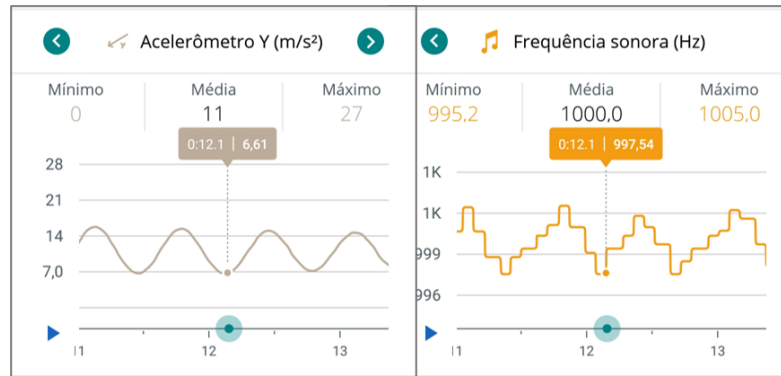 Acelerômetro Y (m/s²)
Mínimo Média Máximo
0 11 27
0:12.1 | 6,61
28
21
14
7,0
11 12 13
Frequência sonora (Hz)
Mínimo Média Máximo
995,2 1000,0 1005,0
0:12.1 | 997,54
1K
1K
999
996
11 12 13